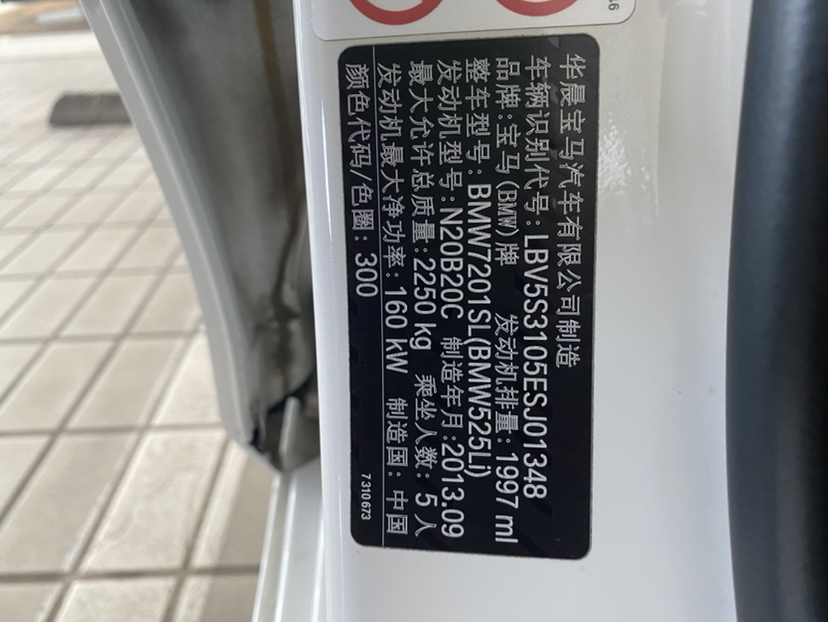 46
华晨宝马汽车有限公司制造
车辆识别代号: LBV5S3105ESJ01348
品牌:宝马(BMW)牌 发动机排量: 1997 ml
整车型号: BMW7201SL(BMW525Li)
发动机型号: N20B20C 制造年月:2013.09
最大允许总质量: 2250 kg 乘坐人数: 5 人
发动机最大净功率: 160 kW 制造国: 中国
颜色代码/色圈: 300
7 310 673